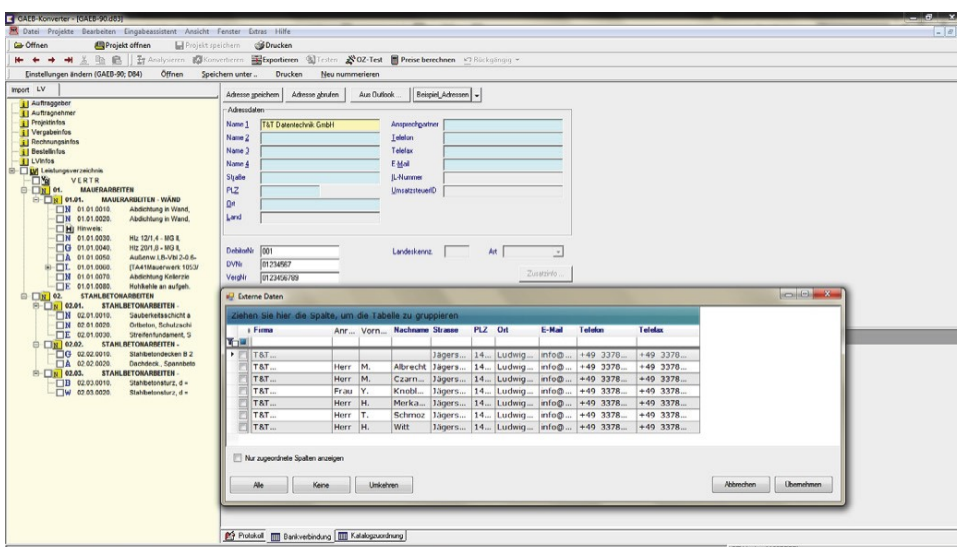 GAEB-Konverter - [GAEB-90.d83]
Datei Projekte Bearbeiten Eingabeassistent Ansicht Fenster Extras Hilfe
Öffnen Projekt öffnen Projekt speichern Drucken
Analysieren Konvertieren Exportieren Testen OZ-Test Preise berechnen Rückgängig
Einstellungen ändern (GAEB-90; D84) Öffnen Speichern unter .. Drucken Neu nummerieren
Import LV
Adresse speichern Adresse abrufen Aus Outlook ... Beispiel_Adressen
Auftraggeber
Auftragnehmer
Projektinfos
Vergabeinfos
Rechnungsinfos
Bestellinfos
LVInfos
Leistungsverzeichnis
VERTR
01. MAUERARBEITEN
01.01. MAUERARBEITEN - WÄND
N 01.01.0010. Abdichtung in Wand,
N 01.01.0020. Abdichtung in Wand,
H Hinweis:
N 01.01.0030. Hlz 12/1,4 - MG II,
G 01.01.0040. Hlz 20/1,8 - MG II,
A 01.01.0050. Außenw.LB-Vbl 2-0.6-
L 01.01.0060. [TA41Mauerwerk 1053/
N 01.01.0070. Abdichtung Kellerzie
E 01.01.0080. Hohlkehle an aufgeh.
02. STAHLBETONARBEITEN
02.01. STAHLBETONARBEITEN -
N 02.01.0010. Sauberkeitsschicht a
N 02.01.0020. Ortbeton, Schutzschi
E 02.01.0030. Streifenfundament, S
02.02. STAHLBETONARBEITEN -
G 02.02.0010. Stahlbetondecken B 2
A 02.02.0020. Dachdeck., Spannbeto
02.03. STAHLBETONARBEITEN -
B 02.03.0010. Stahlbetonsturz, d =
W 02.03.0020. Stahlbetonsturz, d =
Adressdaten
Name 1 T&T Datentechnik GmbH Ansprechpartner
Name 2 Telefon
Name 3 Telefax
Name 4 E-Mail
Straße IL-Nummer
PLZ UmsatzsteuerID
Ort
Land
DebitorNr 001 Landeskennz. Art
DVNr 01234567
VergNr 0123456789 Zusatzinfo ...
Externe Daten
Ziehen Sie hier die Spalte, um die Tabelle zu gruppieren
Firma Anr... Vorn... Nachname Strasse PLZ Ort E-Mail Telefon Telefax
T&T... Jägers... 14... Ludwig... info@... +49 3378... +49 3378...
T&T... Herr M. Albrecht Jägers... 14... Ludwig... info@... +49 3378... +49 3378...
T&T... Herr M. Czarn... Jägers... 14... Ludwig... info@... +49 3378... +49 3378...
T&T... Frau Y. Knobl... Jägers... 14... Ludwig... info@... +49 3378... +49 3378...
T&T... Herr H. Merka... Jägers... 14... Ludwig... info@... +49 3378... +49 3378...
T&T... Herr T. Schmoz Jägers... 14... Ludwig... info@... +49 3378... +49 3378...
T&T... Herr H. Witt Jägers... 14... Ludwig... info@... +49 3378... +49 3378...
Nur zugeordnete Spalten anzeigen
Alle Keine Umkehren Abbrechen Übernehmen
Protokoll Bankverbindung Katalogzuordnung